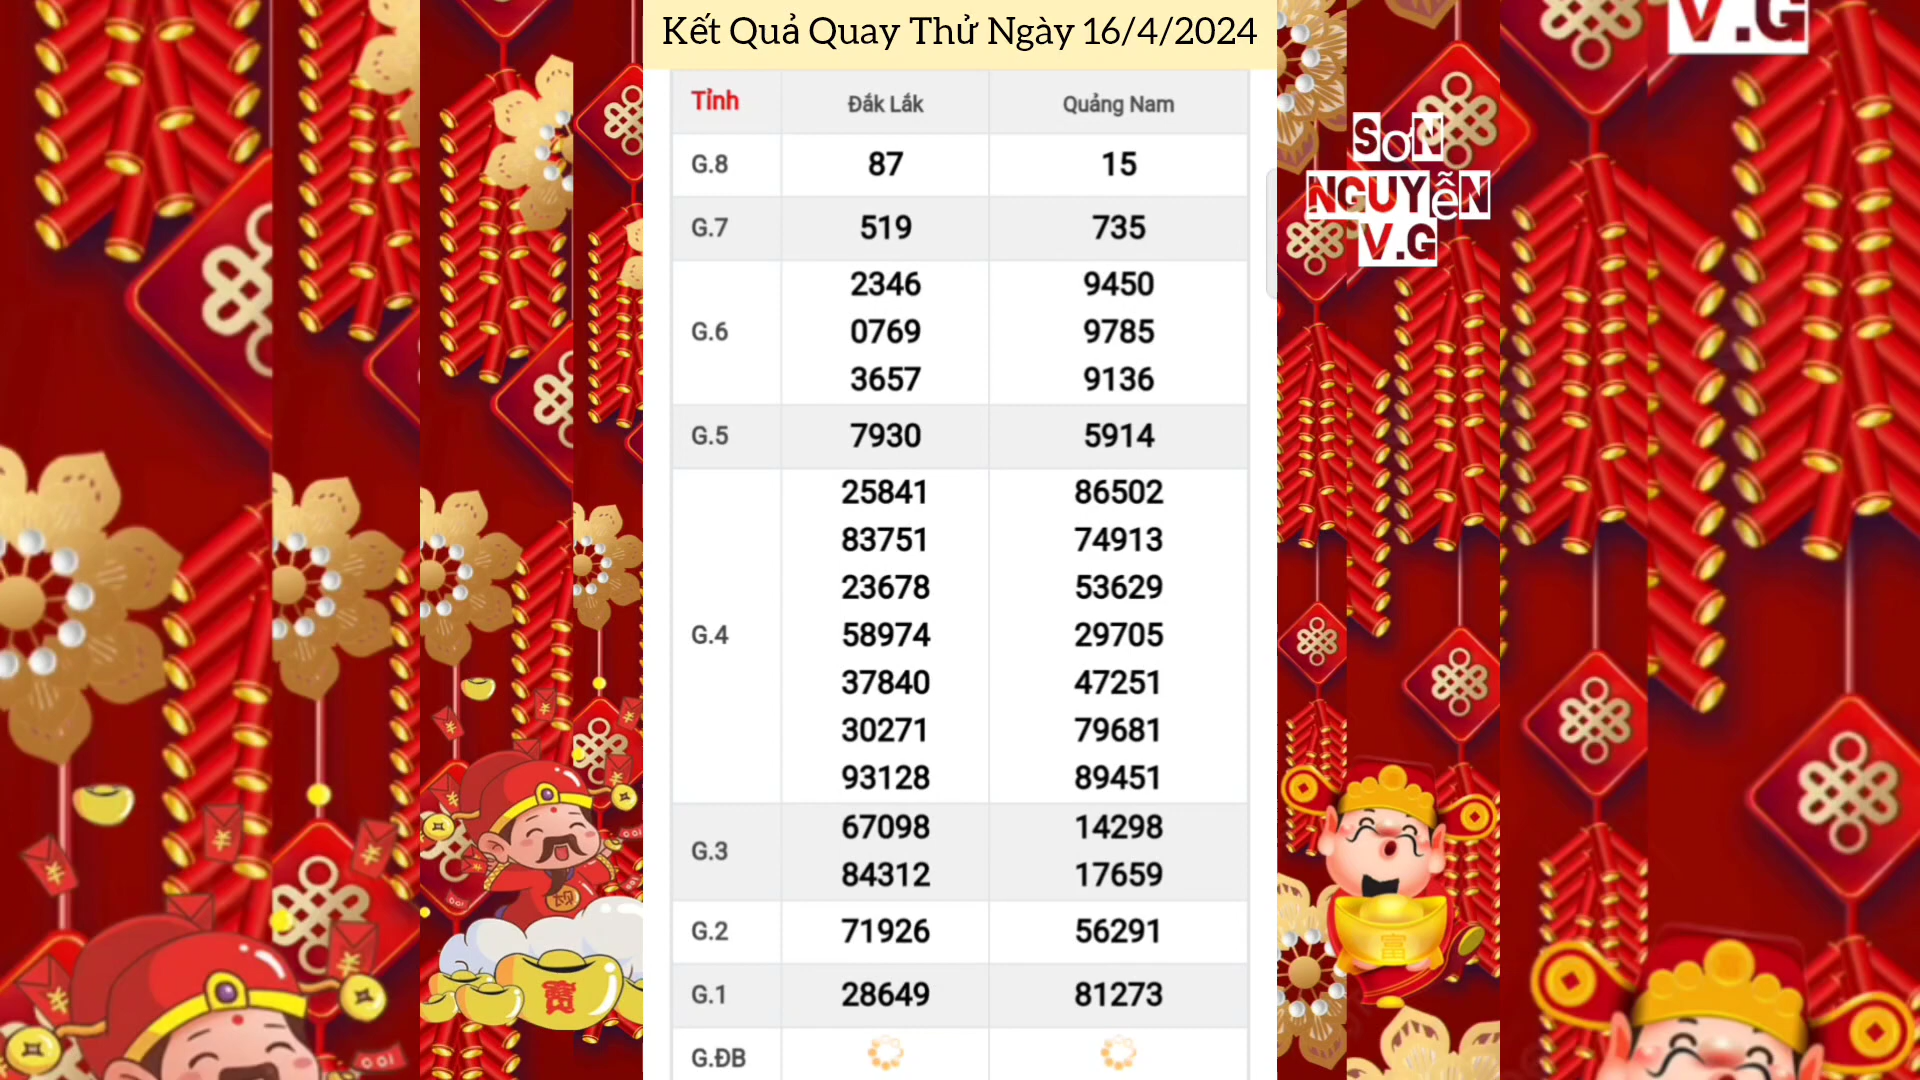 Kết Quả Quay Thử Ngày 16/4/2024
Tỉnh Đắk Lắk Quảng Nam
G.8 87 15
G.7 519 735
G.6 2346 9450
0769 9785
3657 9136
G.5 7930 5914
G.4 25841 86502
83751 74913
23678 53629
58974 29705
37840 47251
30271 79681
93128 89451
G.3 67098 14298
84312 17659
G.2 71926 56291
G.1 28649 81273
G.ĐB
V.G
SƠN
NGUYỄN
V.G
富